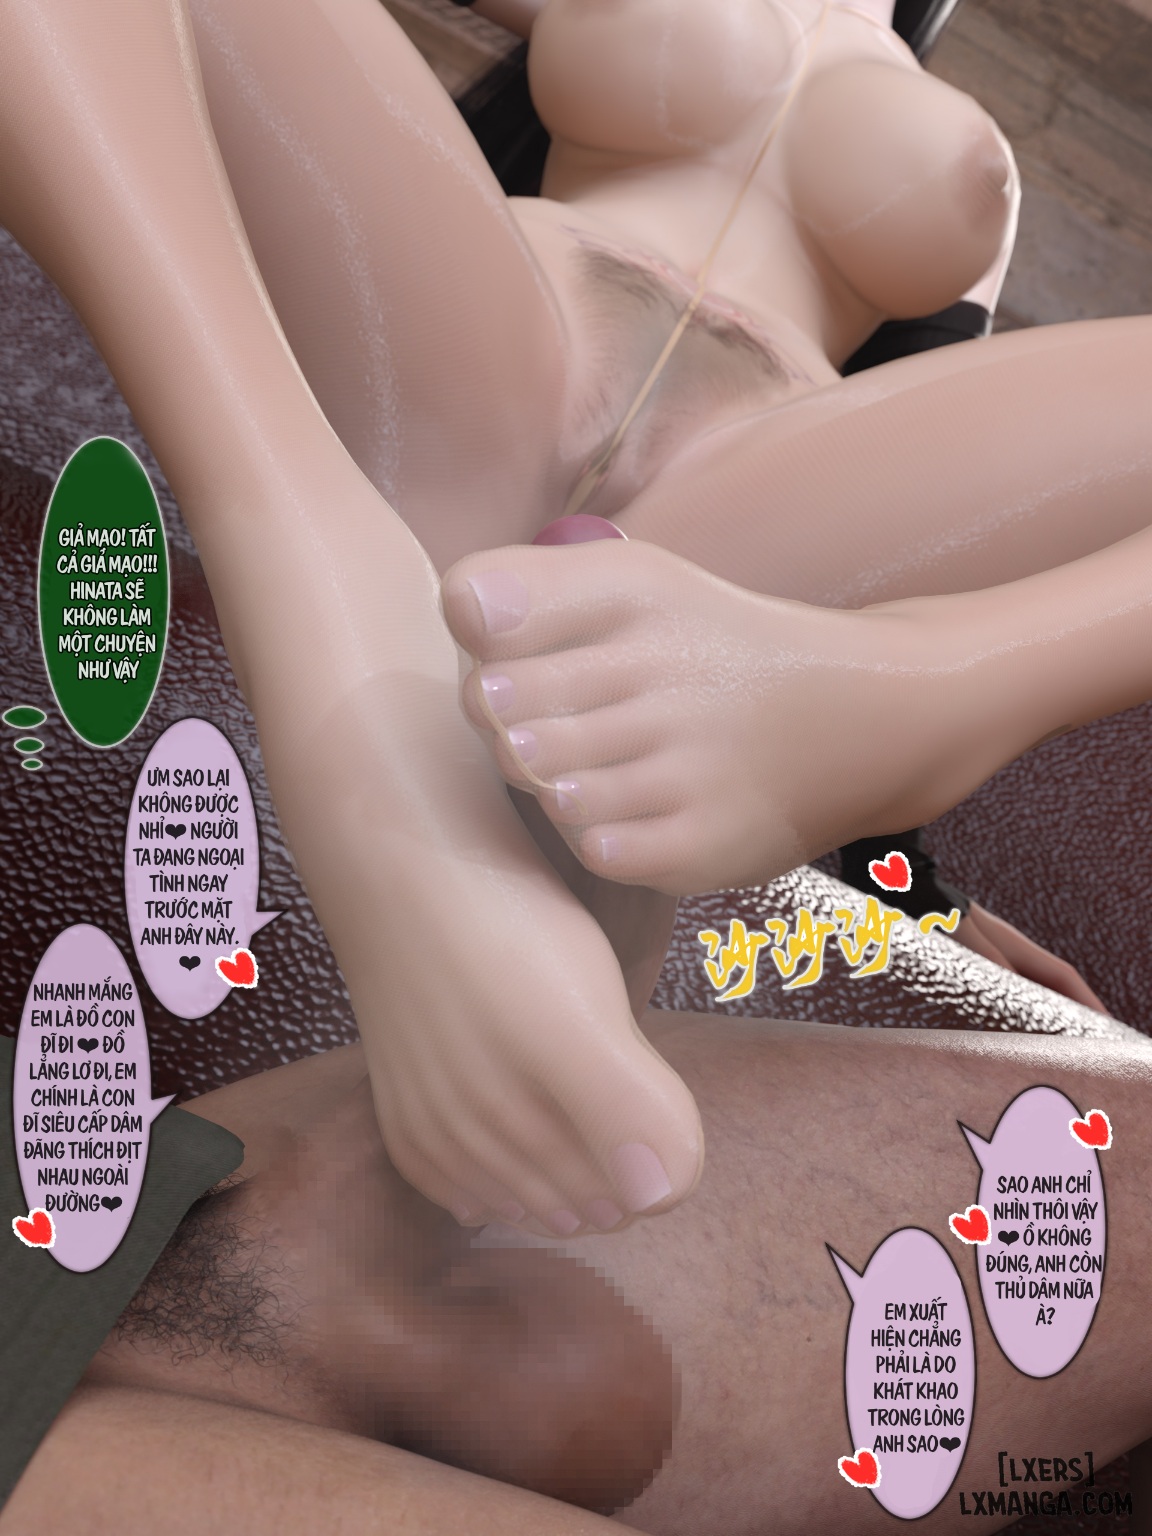 GIẢ MẠO! TẤT
CẢ GIẢ MẠO!!!
HINATA SẼ
KHÔNG LÀM
MỘT CHUYỆN
NHƯ VẬY
ƯM SAO LẠI
KHÔNG ĐƯỢC
NHỈ❤ NGƯỜI
TA ĐANG NGOẠI
TÌNH NGAY
TRƯỚC MẶT
ANH ĐÂY NÀY.
❤
NHANH MẮNG
EM LÀ ĐỒ CON
ĐĨ ĐI ❤ ĐỒ
LẲNG LƠ ĐI, EM
CHÍNH LÀ CON
ĐĨ SIÊU CẤP DÂM
ĐÃNG THÍCH ĐỊT
NHAU NGOÀI
ĐƯỜNG❤
沙沙沙~
SAO ANH CHỈ
NHÌN THÔI VẬY
❤ Ồ KHÔNG
ĐÚNG, ANH CÒN
THỦ DÂM NỮA
À?
EM XUẤT
HIỆN CHẲNG
PHẢI LÀ DO
KHÁT KHAO
TRONG LÒNG
ANH SAO❤
[LXERS]
LXMANGA.COM